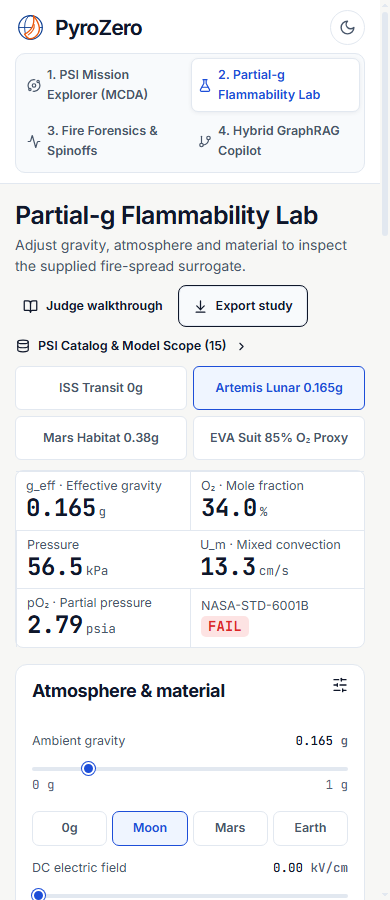 PyroZero
1. PSI Mission
Explorer (MCDA)
2. Partial-g
Flammability Lab
3. Fire Forensics &
Spinoffs
4. Hybrid GraphRAG
Copilot
Partial-g Flammability Lab
Adjust gravity, atmosphere and material to inspect
the supplied fire-spread surrogate.
Judge walkthrough
Export study
PSI Catalog & Model Scope (15)
ISS Transit 0g
Artemis Lunar 0.165g
Mars Habitat 0.38g
EVA Suit 85% O₂ Proxy
g_eff · Effective gravity
0.165 g
O₂ · Mole fraction
34.0 %
Pressure
56.5 kPa
U_m · Mixed convection
13.3 cm/s
pO₂ · Partial pressure
2.79 psia
NASA-STD-6001B
FAIL
Atmosphere & material
Ambient gravity
0.165 g
0 g
1 g
0g
Moon
Mars
Earth
DC electric field
0.00 kV/cm